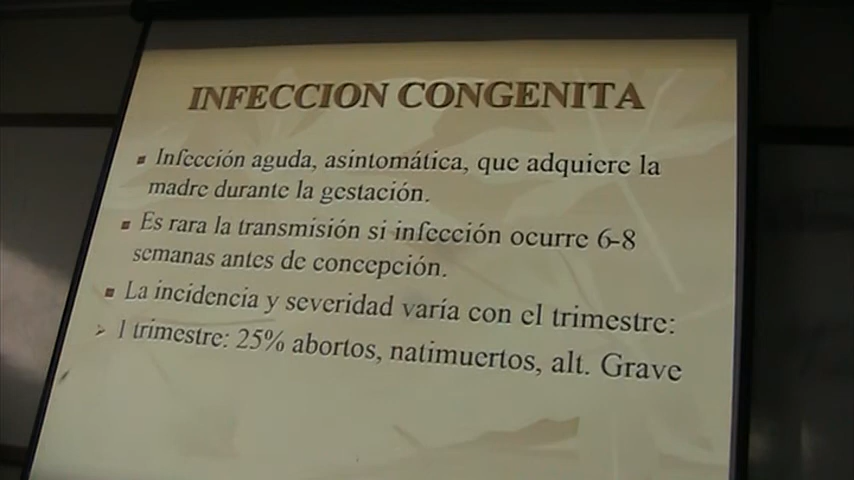 INFECCION CONGENITA
▪ Infección aguda, asintomática, que adquiere la
madre durante la gestación.
▪ Es rara la transmisión si infección ocurre 6-8
semanas antes de concepción.
▪ La incidencia y severidad varía con el trimestre:
➢ I trimestre: 25% abortos, natimuertos, alt. Grave